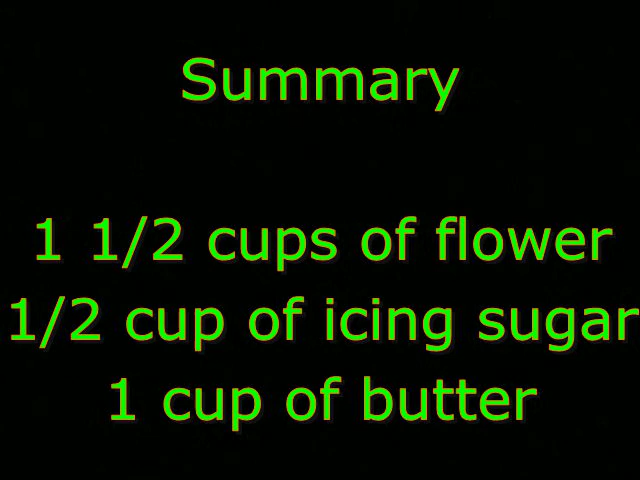 Summary
1 1/2 cups of flower
1/2 cup of icing sugar
1 cup of butter